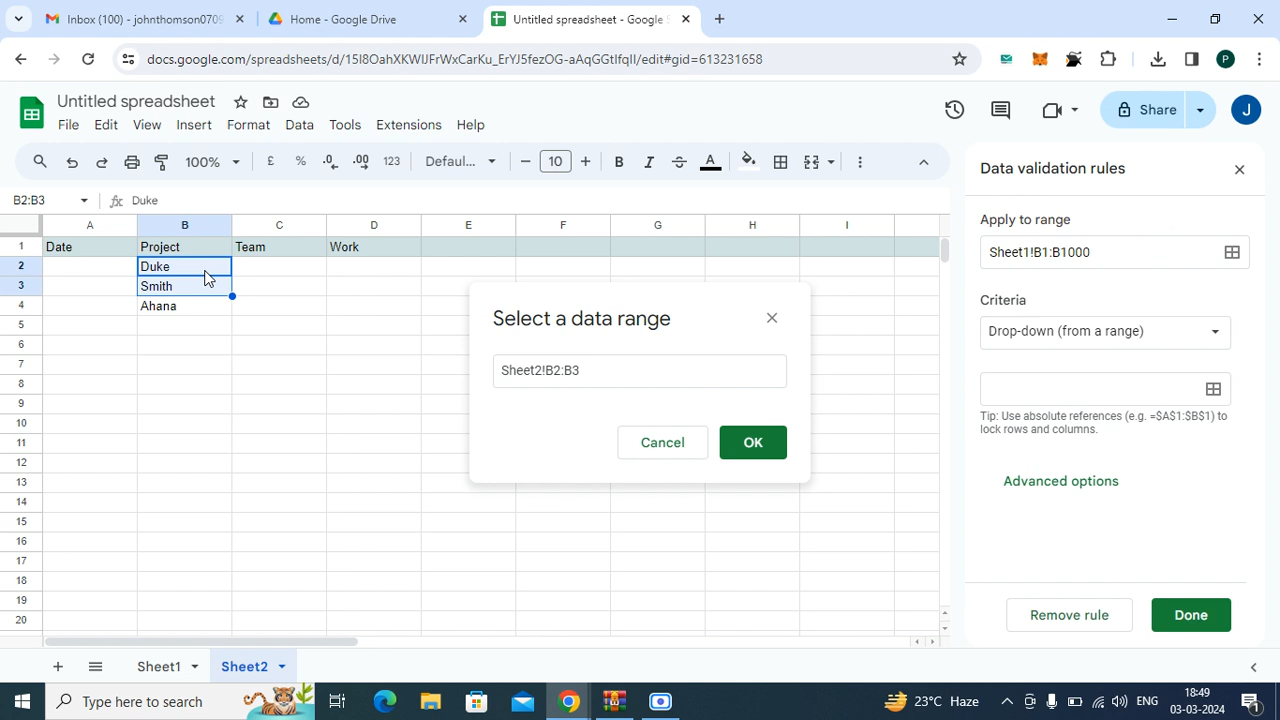 Inbox (100) - johnthomson0709
Home - Google Drive
Untitled spreadsheet - Google S
docs.google.com/spreadsheets/d/15I8OahXKWIJFrWxCarKu_ErYJ5fezOG-aAqGGtIfqII/edit#gid=613231658
P
Untitled spreadsheet
File Edit View Insert Format Data Tools Extensions Help
Share
J
100% £ % .0 .00 123 Defaul... 10 B I A
B2:B3 fx Duke
A B C D E F G H I
1 Date Project Team Work
2 Duke
3 Smith
4 Ahana
5
6
7
8
9
10
11
12
13
14
15
16
17
18
19
20
Select a data range
Sheet2!B2:B3
Cancel OK
Data validation rules
Apply to range
Sheet1!B1:B1000
Criteria
Drop-down (from a range)
Tip: Use absolute references (e.g. =$A$1:$B$1) to
lock rows and columns.
Advanced options
Remove rule Done
Sheet1 Sheet2
Type here to search
23°C Haze
ENG
18:49
03-03-2024
1